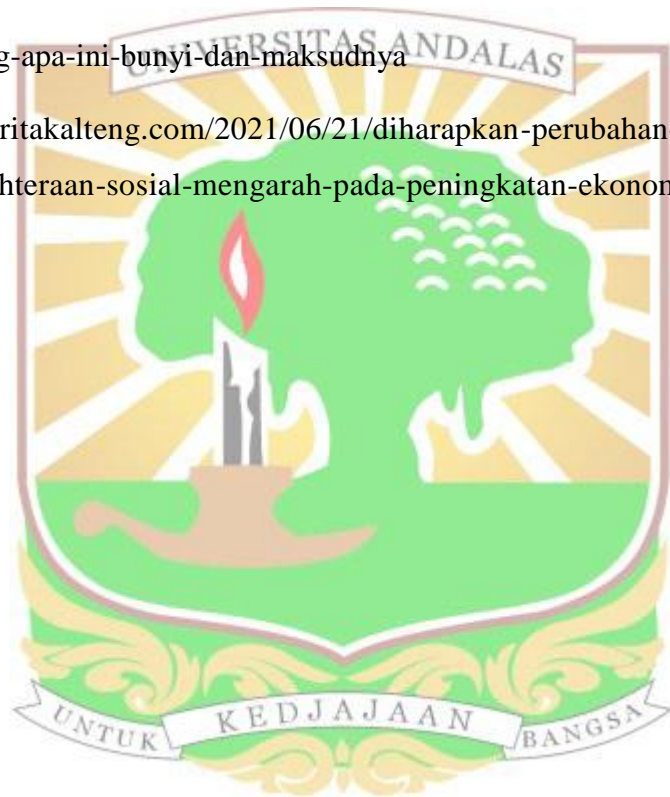 UNIVERSITAS ANDALAS
g-apa-ini-bunyi-dan-maksudnya
ritakalteng.com/2021/06/21/diharapkan-perubahan-
hteraan-sosial-mengarah-pada-peningkatan-ekonom
UNTUK KEDJAJAAN BANGSA